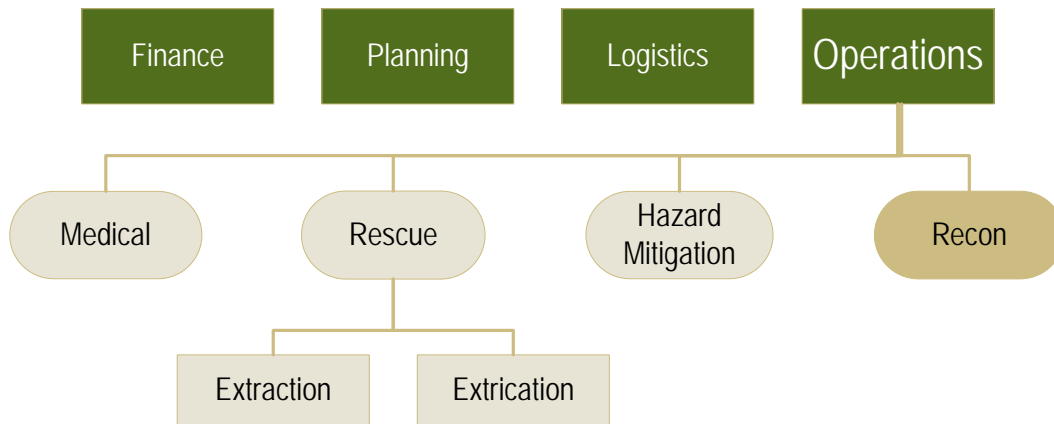 Finance
Planning
Logistics
Operations
Medical
Rescue
Hazard
Mitigation
Recon
Extraction
Extrication